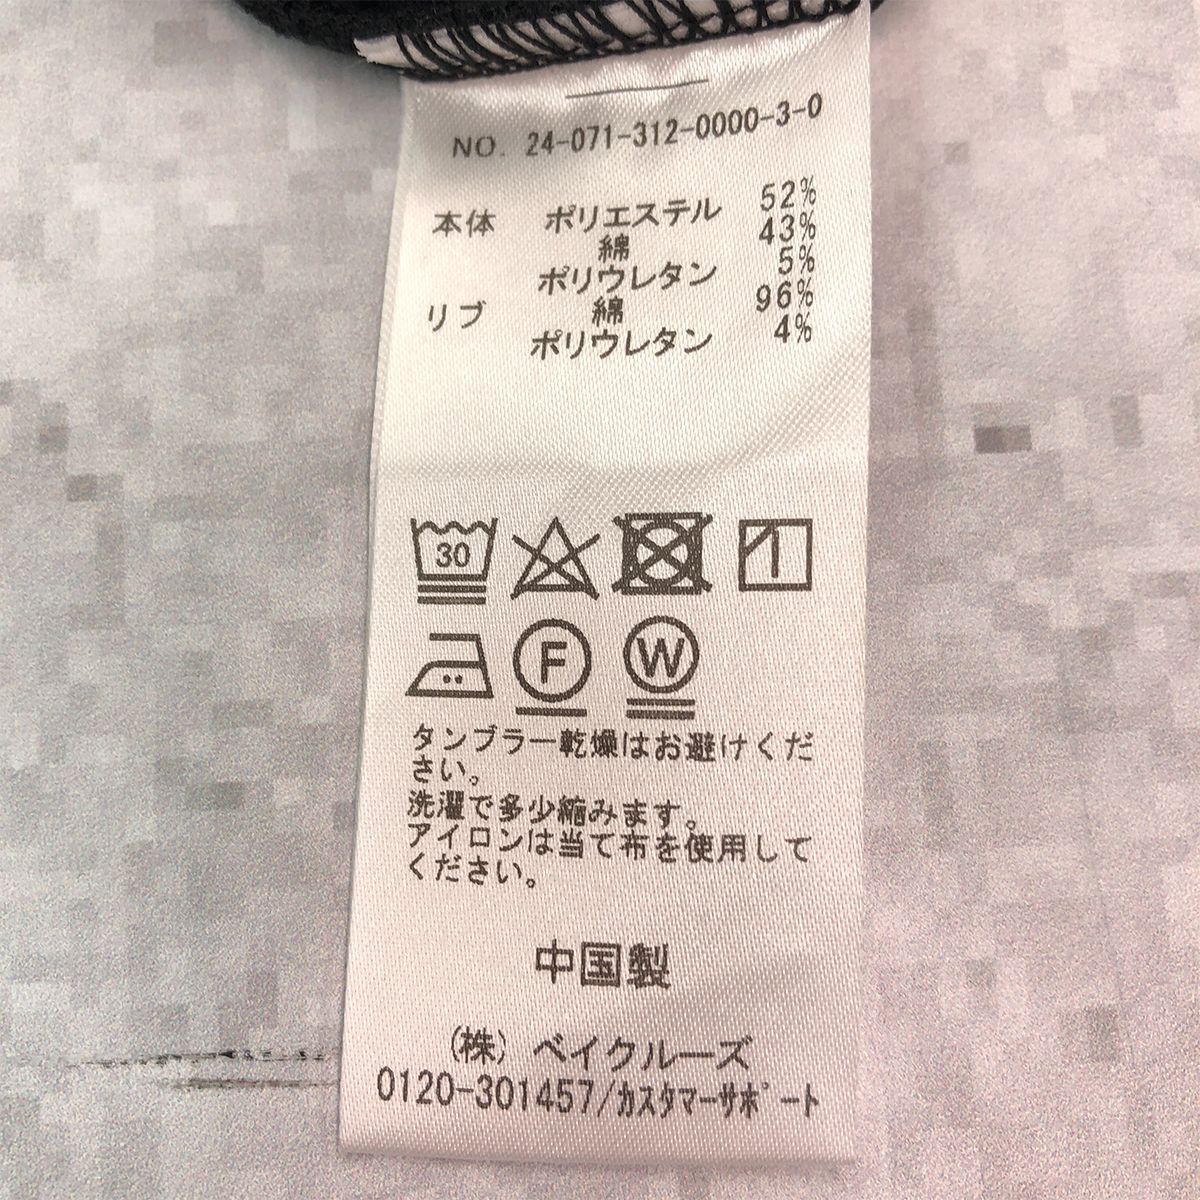 NO. 24-071-312-0000-3-0
本体 ポリエステル 52%
綿 43%
ポリウレタン 5%
リブ 綿 96%
ポリウレタン 4%
30
F W
タンブラー乾燥はお避けくだ
さい。
洗濯で多少縮みます。
アイロンは当て布を使用して
ください。
中国製
(株) ベイクルーズ
0120-301457/カスタマーサポート